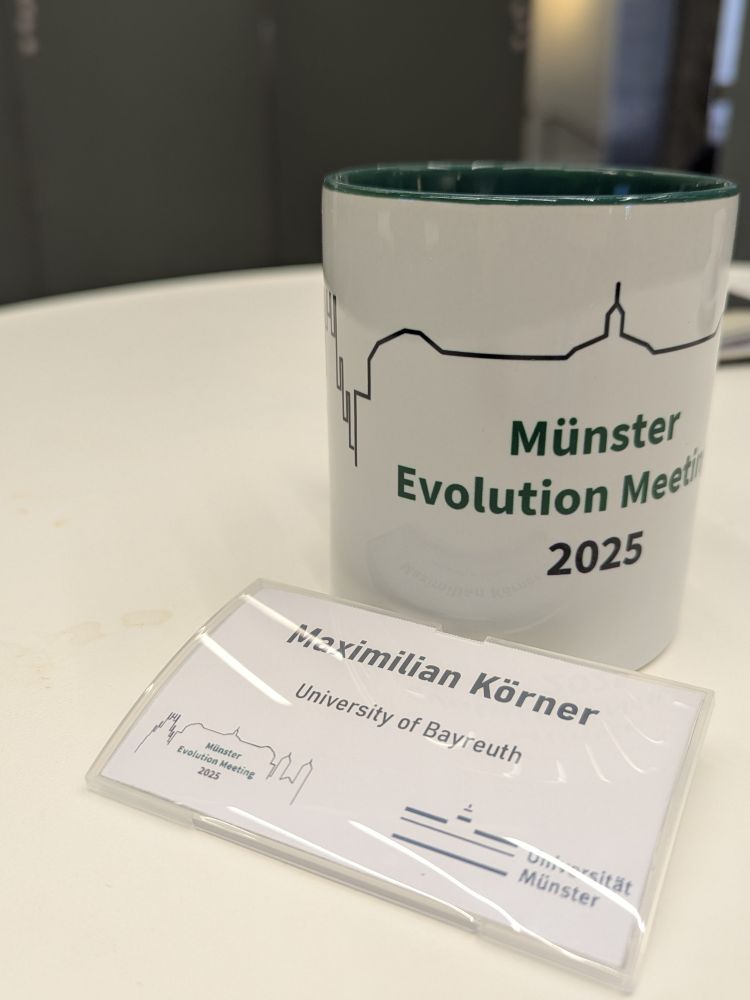 Münster
Evolution Meetin
2025
Maximilian Körner
University of Bayreuth
Münster
Evolution Meeting
2025
Universität
Münster